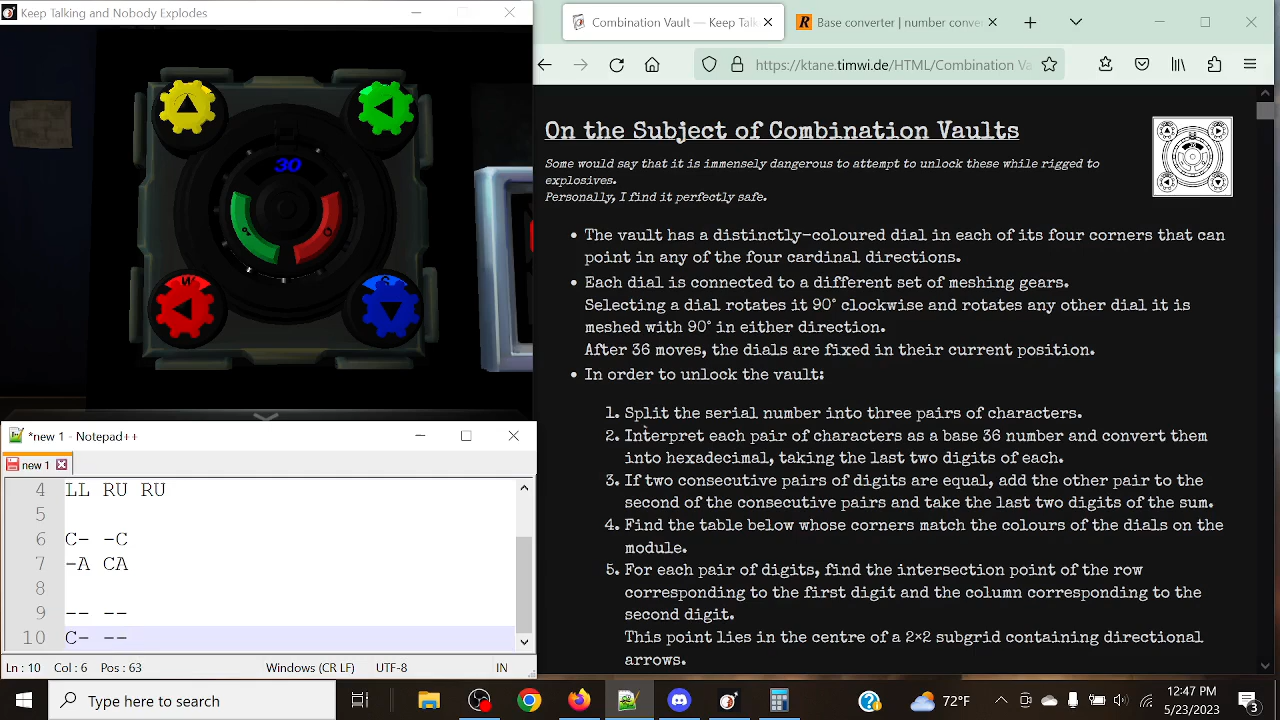 Keep Talking and Nobody Explodes
30
W
S
*new 1 - Notepad++
new 1
4 LL RU RU
5
6 C- -C
7 -A CA
8
9 -- --
10 C- --
Ln : 10 Col : 6 Pos : 63 Windows (CR LF) UTF-8 IN
Combination Vault — Keep Talk
Base converter | number conver
https://ktane.timwi.de/HTML/Combination Va
On the Subject of Combination Vaults
Some would say that it is immensely dangerous to attempt to unlock these while rigged to
explosives.
Personally, I find it perfectly safe.
• The vault has a distinctly-coloured dial in each of its four corners that can
point in any of the four cardinal directions.
• Each dial is connected to a different set of meshing gears.
Selecting a dial rotates it 90° clockwise and rotates any other dial it is
meshed with 90° in either direction.
After 36 moves, the dials are fixed in their current position.
• In order to unlock the vault:
1. Split the serial number into three pairs of characters.
2. Interpret each pair of characters as a base 36 number and convert them
into hexadecimal, taking the last two digits of each.
3. If two consecutive pairs of digits are equal, add the other pair to the
second of the consecutive pairs and take the last two digits of the sum.
4. Find the table below whose corners match the colours of the dials on the
module.
5. For each pair of digits, find the intersection point of the row
corresponding to the first digit and the column corresponding to the
second digit.
This point lies in the centre of a 2×2 subgrid containing directional
arrows.
Type here to search
72°F
12:47 PM
5/23/2023
3